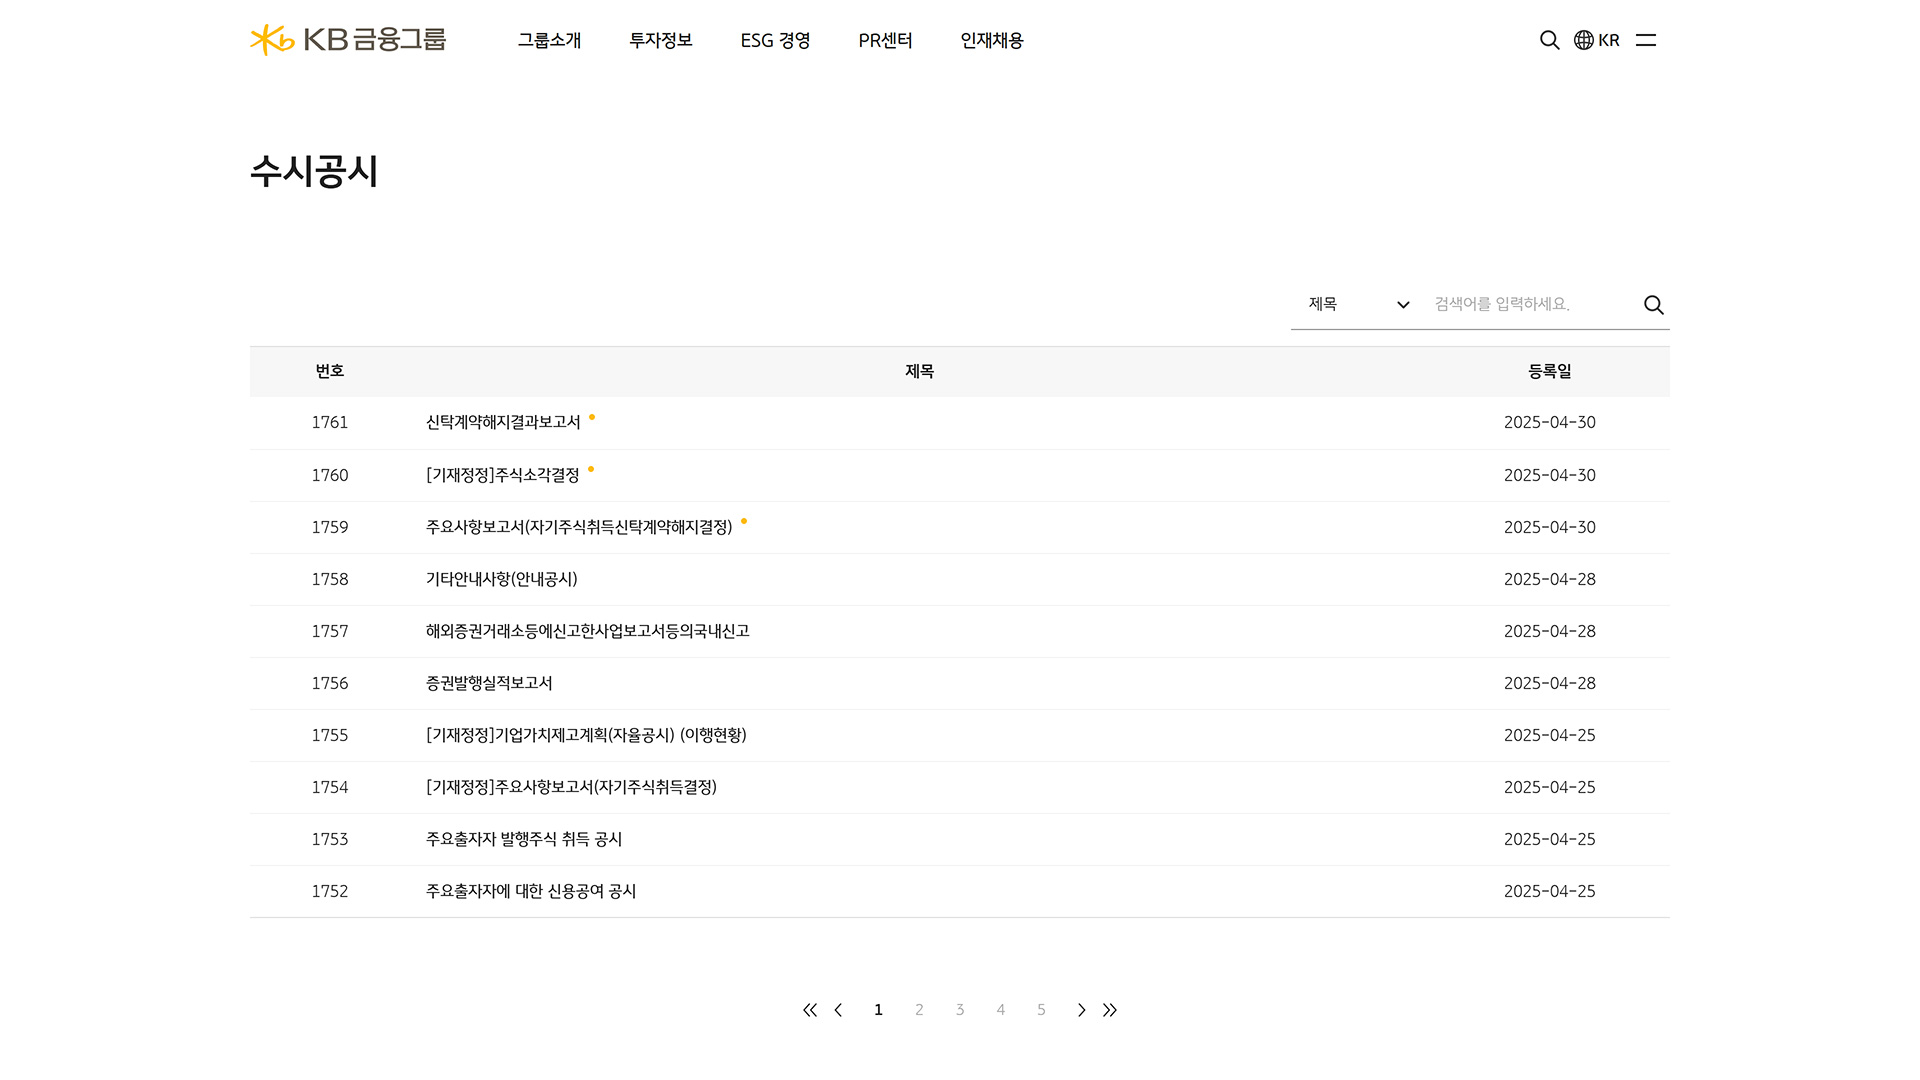 KB 금융그룹 그룹소개 투자정보 ESG 경영 PR센터 인재채용 KR
수시공시
제목 검색어를 입력하세요.
번호 제목 등록일
1761 신탁계약해지결과보고서 2025-04-30
1760 [기재정정]주식소각결정 2025-04-30
1759 주요사항보고서(자기주식취득신탁계약해지결정) 2025-04-30
1758 기타안내사항(안내공시) 2025-04-28
1757 해외증권거래소등에신고한사업보고서등의국내신고 2025-04-28
1756 증권발행실적보고서 2025-04-28
1755 [기재정정]기업가치제고계획(자율공시) (이행현황) 2025-04-25
1754 [기재정정]주요사항보고서(자기주식취득결정) 2025-04-25
1753 주요출자자 발행주식 취득 공시 2025-04-25
1752 주요출자자에 대한 신용공여 공시 2025-04-25
1 2 3 4 5